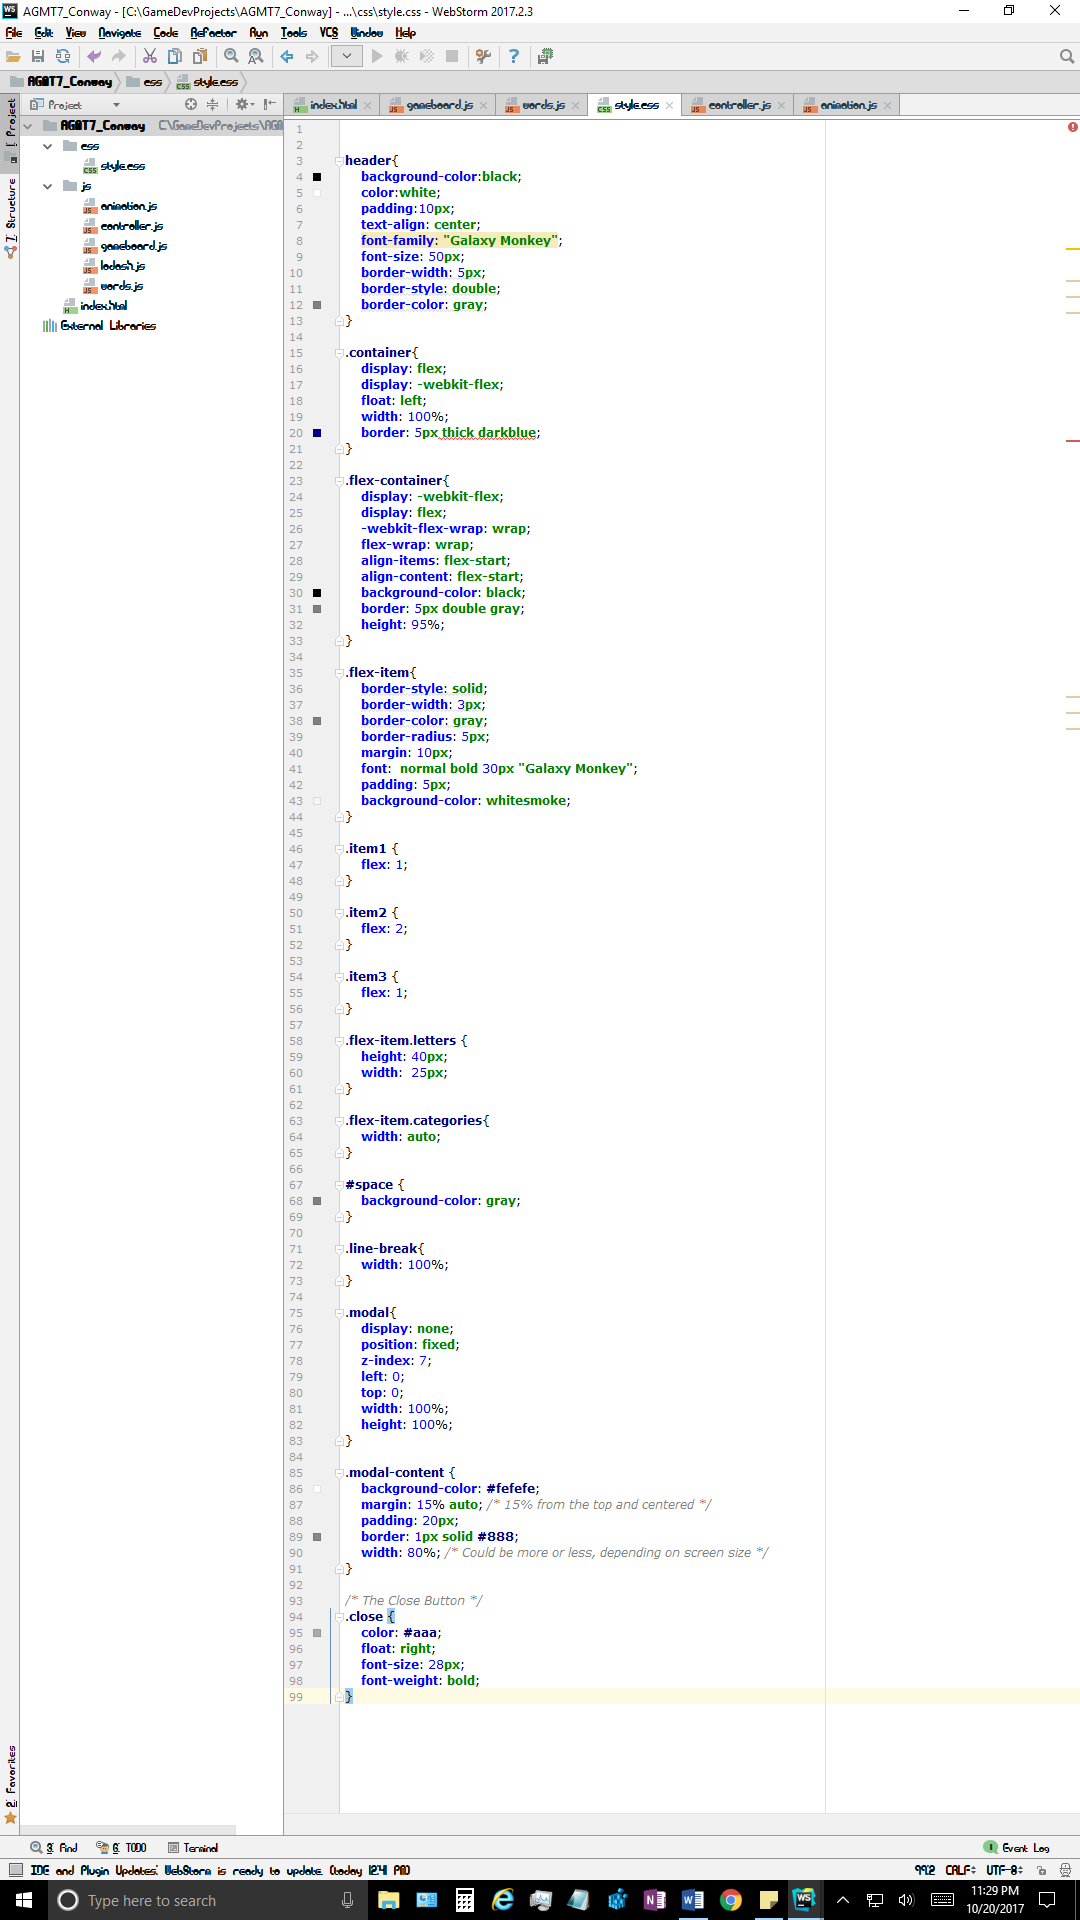 AGMT7_Conway - [C:\GameDevProjects\AGMT7_Conway] - ...\css\style.css - WebStorm 2017.2.3
File Edit View Navigate Code Refactor Run Tools VCS Window Help
AGMT7_Conway css style.css
Project index.html gameboard.js words.js style.css controller.js animation.js
1: Project
7: Structure
2: Favorites
AGMT7_Conway C:\GameDevProjects\AGM
css
style.css
js
animation.js
controller.js
gameboard.js
lodash.js
words.js
index.html
External Libraries
1
2
3 header{
4 background-color:black;
5 color:white;
6 padding:10px;
7 text-align: center;
8 font-family: "Galaxy Monkey";
9 font-size: 50px;
10 border-width: 5px;
11 border-style: double;
12 border-color: gray;
13 }
14
15 .container{
16 display: flex;
17 display: -webkit-flex;
18 float: left;
19 width: 100%;
20 border: 5px thick darkblue;
21 }
22
23 .flex-container{
24 display: -webkit-flex;
25 display: flex;
26 -webkit-flex-wrap: wrap;
27 flex-wrap: wrap;
28 align-items: flex-start;
29 align-content: flex-start;
30 background-color: black;
31 border: 5px double gray;
32 height: 95%;
33 }
34
35 .flex-item{
36 border-style: solid;
37 border-width: 3px;
38 border-color: gray;
39 border-radius: 5px;
40 margin: 10px;
41 font:  normal bold 30px "Galaxy Monkey";
42 padding: 5px;
43 background-color: whitesmoke;
44 }
45
46 .item1 {
47 flex: 1;
48 }
49
50 .item2 {
51 flex: 2;
52 }
53
54 .item3 {
55 flex: 1;
56 }
57
58 .flex-item.letters {
59 height: 40px;
60 width:  25px;
61 }
62
63 .flex-item.categories{
64 width: auto;
65 }
66
67 #space {
68 background-color: gray;
69 }
70
71 .line-break{
72 width: 100%;
73 }
74
75 .modal{
76 display: none;
77 position: fixed;
78 z-index: 7;
79 left: 0;
80 top: 0;
81 width: 100%;
82 height: 100%;
83 }
84
85 .modal-content {
86 background-color: #fefefe;
87 margin: 15% auto; /* 15% from the top and centered */
88 padding: 20px;
89 border: 1px solid #888;
90 width: 80%; /* Could be more or less, depending on screen size */
91 }
92
93 /* The Close Button */
94 .close {
95 color: #aaa;
96 float: right;
97 font-size: 28px;
98 font-weight: bold;
99 }
3: Find 6: TODO Terminal Event Log
IDE and Plugin Updates: WebStorm is ready to update. (today 12:41 PM) 99:2 CRLF÷ UTF-8÷
Type here to search
11:29 PM
10/20/2017